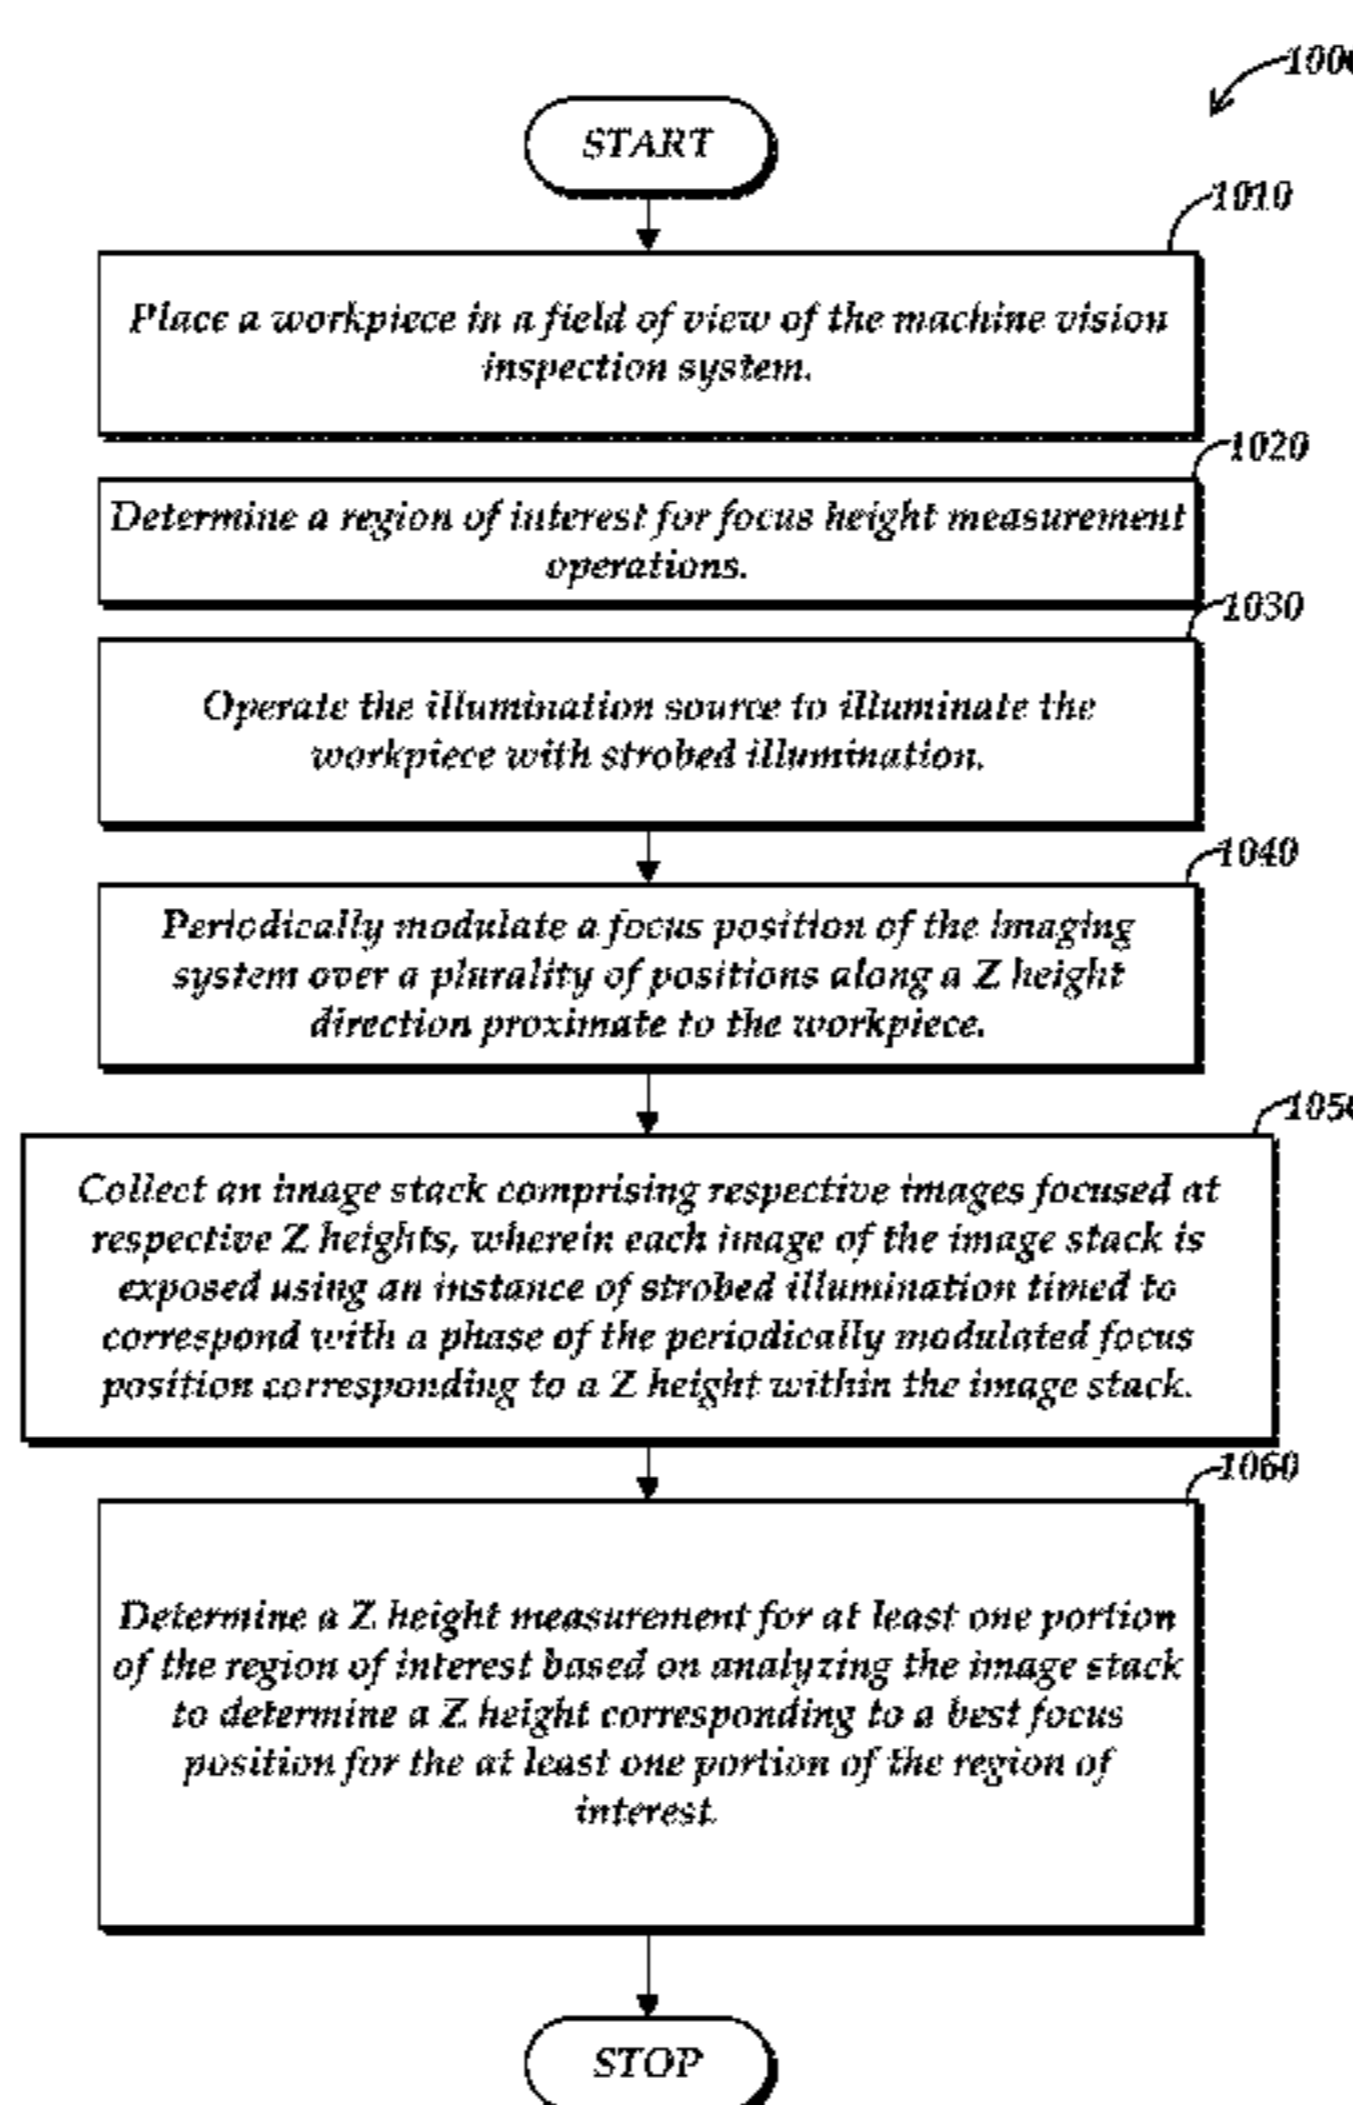 1000
START
1010
Place a workpiece in a field of view of the machine vision
inspection system.
1020
Determine a region of interest for focus height measurement
operations.
1030
Operate the illumination source to illuminate the
workpiece with strobed illumination.
1040
Periodically modulate a focus position of the imaging
system over a plurality of positions along a Z height
direction proximate to the workpiece.
1050
Collect an image stack comprising respective images focused at
respective Z heights, wherein each image of the image stack is
exposed using an instance of strobed illumination timed to
correspond with a phase of the periodically modulated focus
position corresponding to a Z height within the image stack.
1060
Determine a Z height measurement for at least one portion
of the region of interest based on analyzing the image stack
to determine a Z height corresponding to a best focus
position for the at least one portion of the region of
interest.
STOP